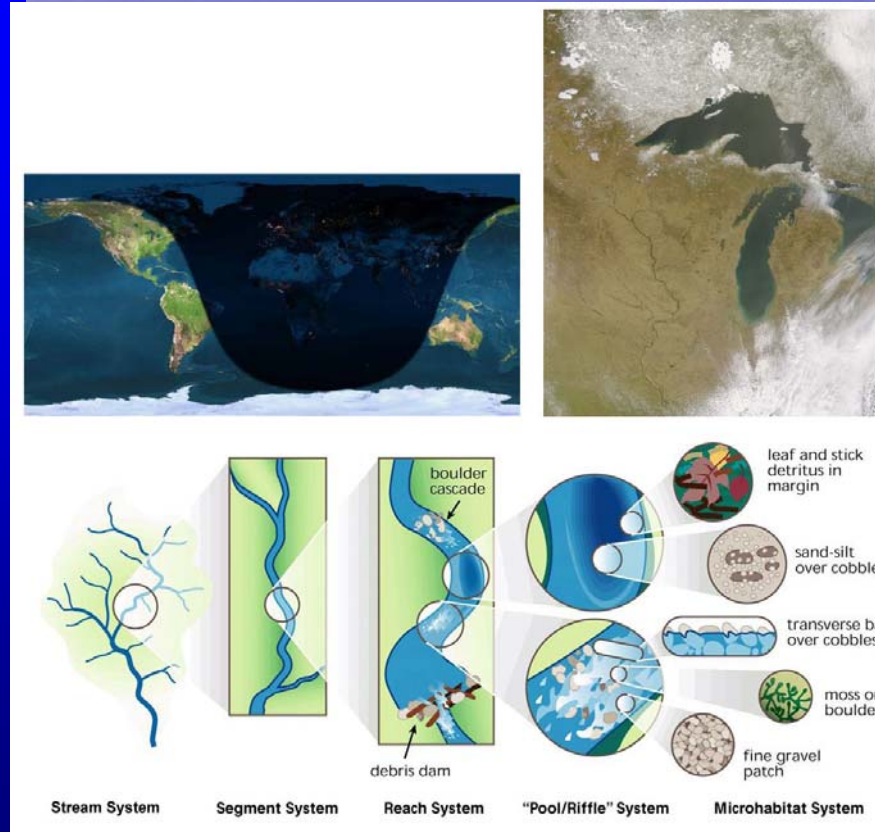 boulder
cascade
debris dam
leaf and stick
detritus in
margin
sand-silt
over cobble
transverse ba
over cobbles
moss
boulde
fine gravel
patch
Stream System
Segment System
Reach System
"Pool/Riffle" System
Microhabitat System